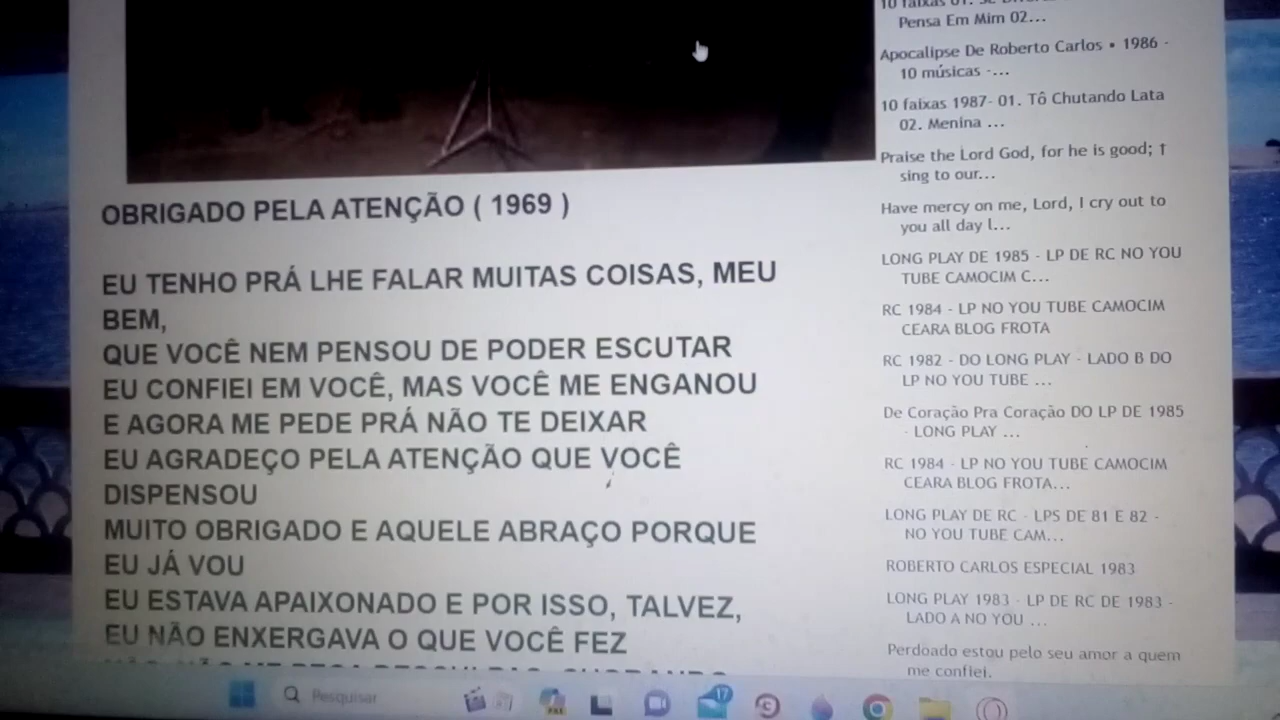 OBRIGADO PELA ATENÇÃO ( 1969 )
EU TENHO PRÁ LHE FALAR MUITAS COISAS, MEU
BEM,
QUE VOCÊ NEM PENSOU DE PODER ESCUTAR
EU CONFIEI EM VOCÊ, MAS VOCÊ ME ENGANOU
E AGORA ME PEDE PRÁ NÃO TE DEIXAR
EU AGRADEÇO PELA ATENÇÃO QUE VOCÊ
DISPENSOU
MUITO OBRIGADO E AQUELE ABRAÇO PORQUE
EU JÁ VOU
EU ESTAVA APAIXONADO E POR ISSO, TALVEZ,
EU NÃO ENXERGAVA O QUE VOCÊ FEZ
10 faixas 01.
Pensa Em Mim 02...
Apocalipse De Roberto Carlos • 1986 -
10 músicas -...
10 faixas 1987- 01. Tô Chutando Lata
02. Menina ...
Praise the Lord God, for he is good; †
sing to our...
Have mercy on me, Lord, I cry out to
you all day l...
LONG PLAY DE 1985 - LP DE RC NO YOU
TUBE CAMOCIM C...
RC 1984 - LP NO YOU TUBE CAMOCIM
CEARA BLOG FROTA
RC 1982 - DO LONG PLAY - LADO B DO
LP NO YOU TUBE ...
De Coração Pra Coração DO LP DE 1985
- LONG PLAY ...
RC 1984 - LP NO YOU TUBE CAMOCIM
CEARA BLOG FROTA...
LONG PLAY DE RC - LPS DE 81 E 82 -
NO YOU TUBE CAM...
ROBERTO CARLOS ESPECIAL 1983
LONG PLAY 1983 - LP DE RC DE 1983 -
LADO A NO YOU ...
Perdoado estou pelo seu amor a quem
me confiei.
Pesquisar
17